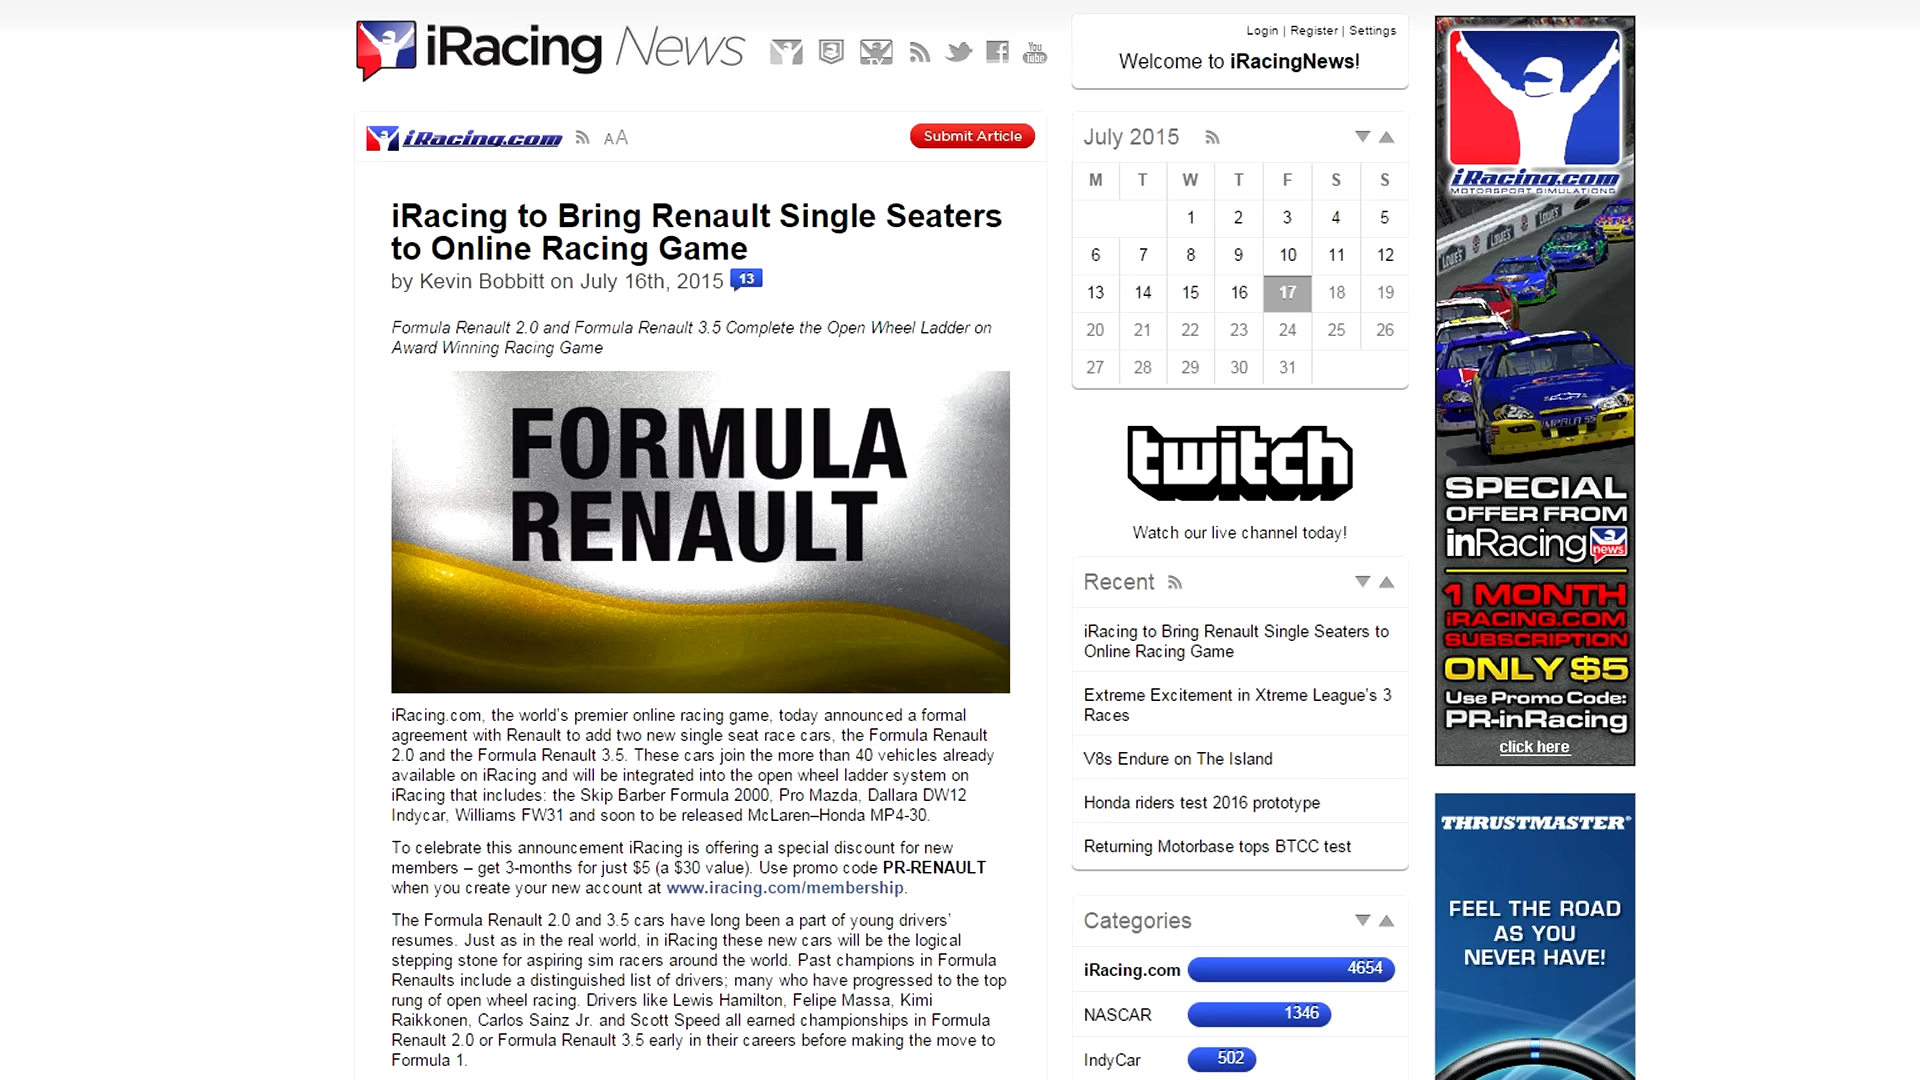 iRacing News
TV
You
Tube
Login | Register | Settings
Welcome to iRacingNews!
iRacing.com
AA
Submit Article
iRacing to Bring Renault Single Seaters
to Online Racing Game
by Kevin Bobbitt on July 16th, 2015 13
Formula Renault 2.0 and Formula Renault 3.5 Complete the Open Wheel Ladder on
Award Winning Racing Game
FORMULA
RENAULT
iRacing.com, the world’s premier online racing game, today announced a formal
agreement with Renault to add two new single seat race cars, the Formula Renault
2.0 and the Formula Renault 3.5. These cars join the more than 40 vehicles already
available on iRacing and will be integrated into the open wheel ladder system on
iRacing that includes: the Skip Barber Formula 2000, Pro Mazda, Dallara DW12
Indycar, Williams FW31 and soon to be released McLaren–Honda MP4-30.
To celebrate this announcement iRacing is offering a special discount for new
members – get 3-months for just $5 (a $30 value). Use promo code PR-RENAULT
when you create your new account at www.iracing.com/membership.
The Formula Renault 2.0 and 3.5 cars have long been a part of young drivers’
resumes. Just as in the real world, in iRacing these new cars will be the logical
stepping stone for aspiring sim racers around the world. Past champions in Formula
Renaults include a distinguished list of drivers; many who have progressed to the top
rung of open wheel racing. Drivers like Lewis Hamilton, Felipe Massa, Kimi
Raikkonen, Carlos Sainz Jr. and Scott Speed all earned championships in Formula
Renault 2.0 or Formula Renault 3.5 early in their careers before making the move to
Formula 1.
July 2015
M T W T F S S
1 2 3 4 5
6 7 8 9 10 11 12
13 14 15 16 17 18 19
20 21 22 23 24 25 26
27 28 29 30 31
twitch
Watch our live channel today!
Recent
iRacing to Bring Renault Single Seaters to
Online Racing Game
Extreme Excitement in Xtreme League’s 3
Races
V8s Endure on The Island
Honda riders test 2016 prototype
Returning Motorbase tops BTCC test
Categories
iRacing.com 4654
NASCAR 1346
IndyCar 502
iRacing.com
MOTORSPORT SIMULATIONS
LOWE'S
LOWE'S
LOWE'S
IMPALA SS
SPECIAL
OFFER FROM
inRacing news
1 MONTH
iRACING.COM
SUBSCRIPTION
ONLY $5
Use Promo Code:
PR-inRacing
click here
THRUSTMASTER
FEEL THE ROAD
AS YOU
NEVER HAVE!